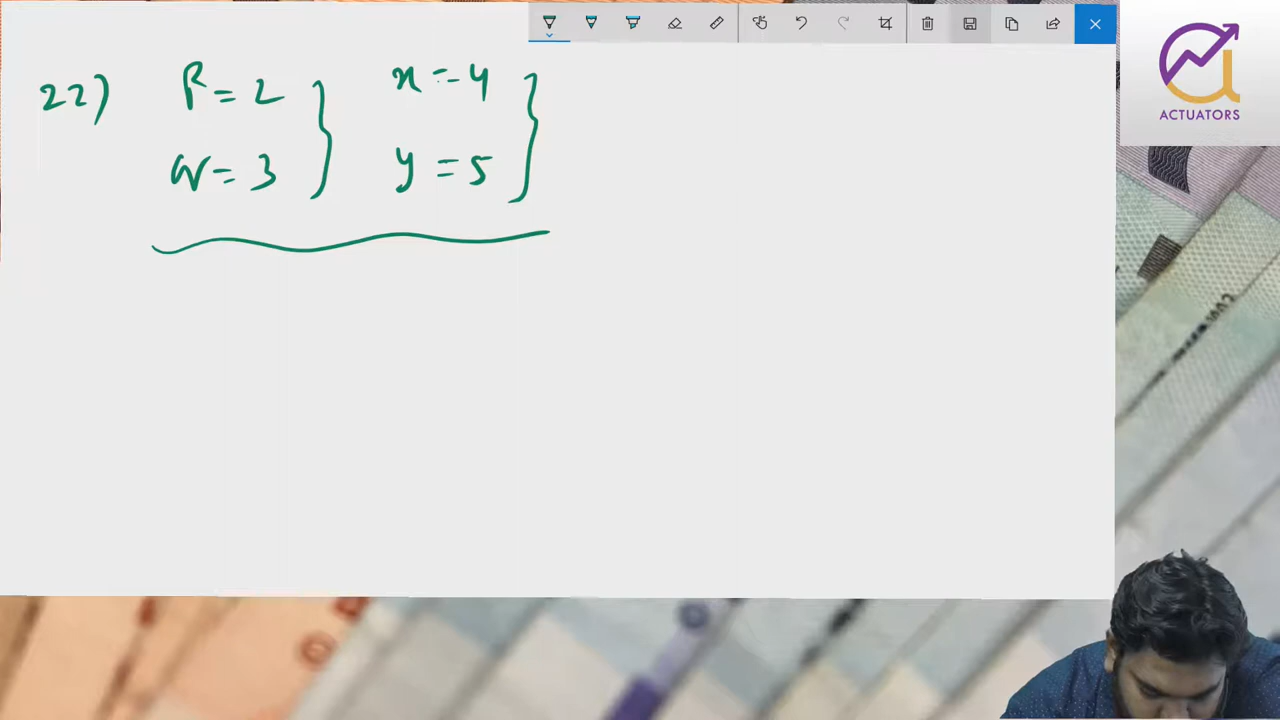 22) P = 2 } x = -4 }
q = 3 y = 5
ACTUATORS